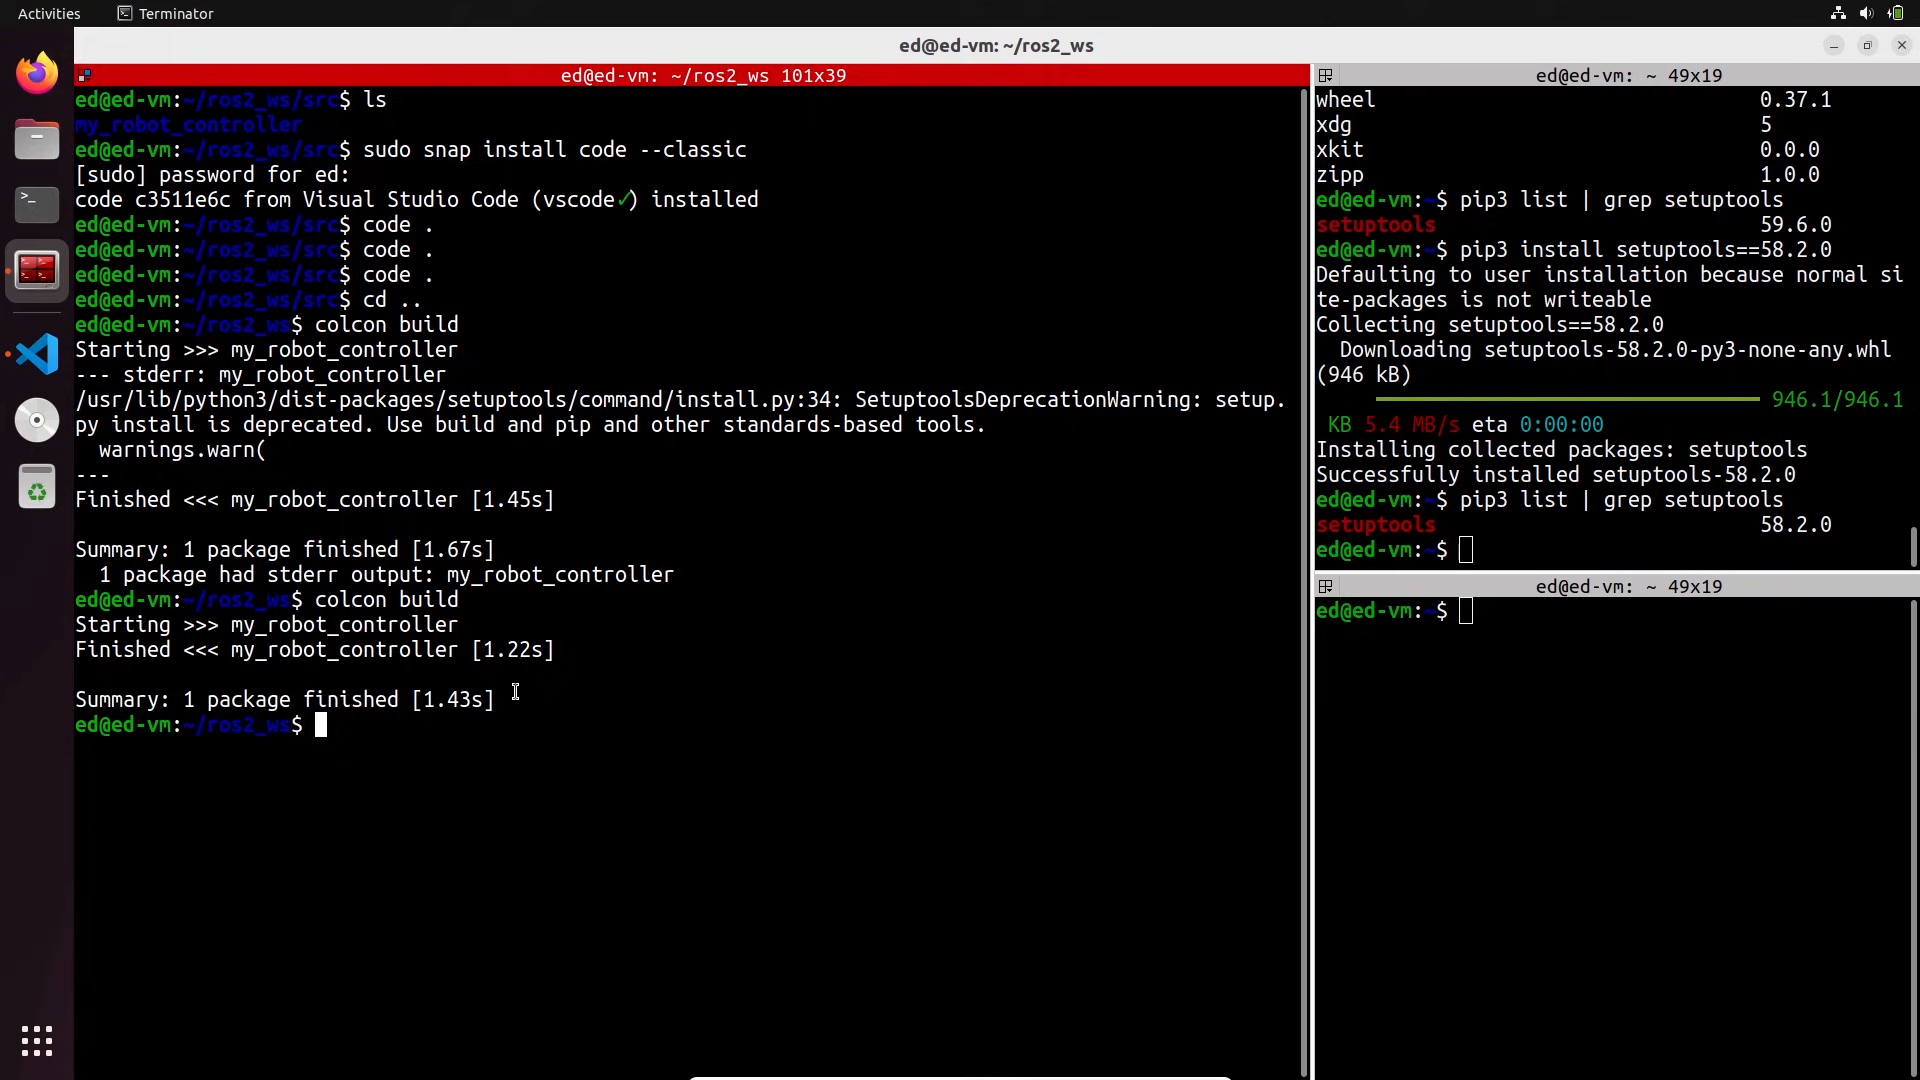 Activities
Terminator
ed@ed-vm: ~/ros2_ws
ed@ed-vm: ~/ros2_ws 101x39
ed@ed-vm:~/ros2_ws/src$ ls
my_robot_controller
ed@ed-vm:~/ros2_ws/src$ sudo snap install code --classic
[sudo] password for ed:
code c3511e6c from Visual Studio Code (vscode✓) installed
ed@ed-vm:~/ros2_ws/src$ code .
ed@ed-vm:~/ros2_ws/src$ code .
ed@ed-vm:~/ros2_ws/src$ code .
ed@ed-vm:~/ros2_ws/src$ cd ..
ed@ed-vm:~/ros2_ws$ colcon build
Starting >>> my_robot_controller
--- stderr: my_robot_controller
/usr/lib/python3/dist-packages/setuptools/command/install.py:34: SetuptoolsDeprecationWarning: setup.
py install is deprecated. Use build and pip and other standards-based tools.
  warnings.warn(
---
Finished <<< my_robot_controller [1.45s]
Summary: 1 package finished [1.67s]
  1 package had stderr output: my_robot_controller
ed@ed-vm:~/ros2_ws$ colcon build
Starting >>> my_robot_controller
Finished <<< my_robot_controller [1.22s]
Summary: 1 package finished [1.43s]
ed@ed-vm:~/ros2_ws$
ed@ed-vm: ~ 49x19
wheel 0.37.1
xdg 5
xkit 0.0.0
zipp 1.0.0
ed@ed-vm:~$ pip3 list | grep setuptools
setuptools 59.6.0
ed@ed-vm:~$ pip3 install setuptools==58.2.0
Defaulting to user installation because normal si
te-packages is not writeable
Collecting setuptools==58.2.0
  Downloading setuptools-58.2.0-py3-none-any.whl
(946 kB)
946.1/946.1
KB 5.4 MB/s eta 0:00:00
Installing collected packages: setuptools
Successfully installed setuptools-58.2.0
ed@ed-vm:~$ pip3 list | grep setuptools
setuptools 58.2.0
ed@ed-vm:~$
ed@ed-vm: ~ 49x19
ed@ed-vm:~$